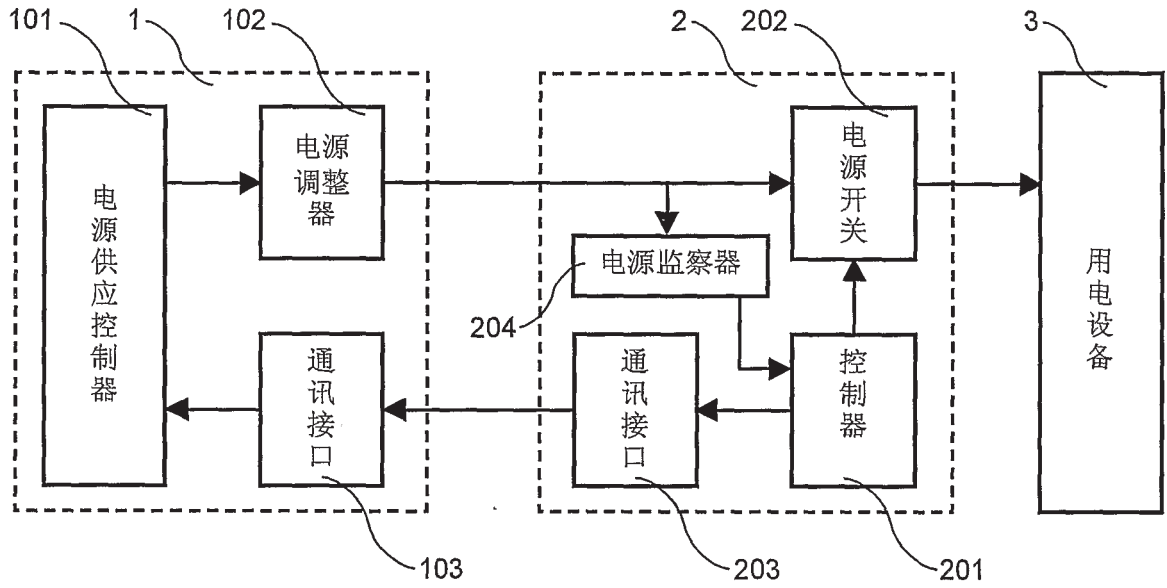 101
1
102
2
202
3
电源供应控制器
电源
调整
器
电源开关
电源监察器
204
用电设备
通讯接口
通讯接口
控制器
103
203
201